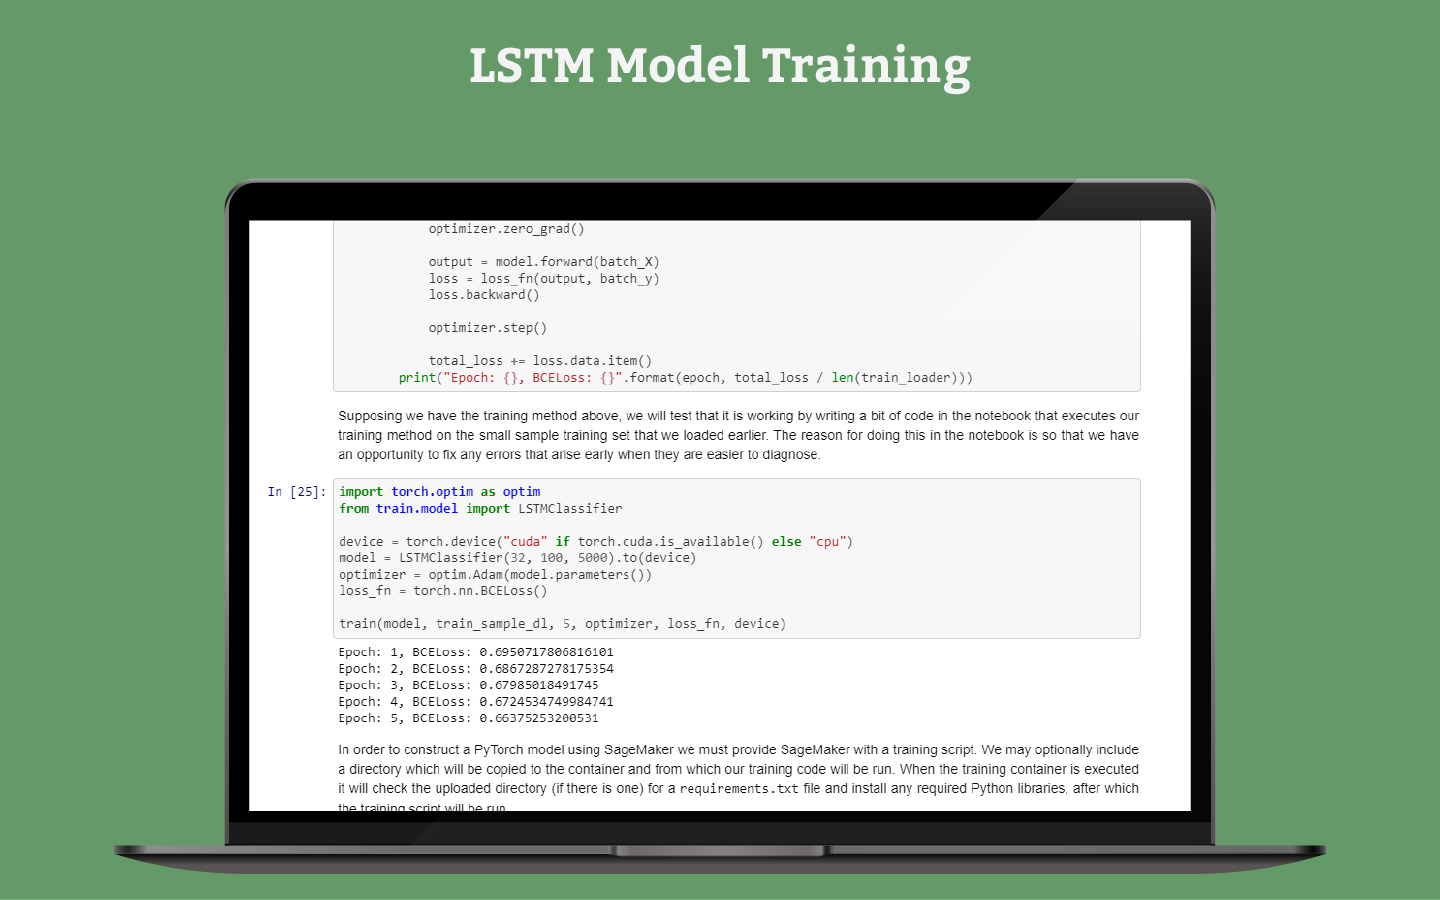 LSTM Model Training
optimizer.zero_grad()
output = model.forward(batch_X)
loss = loss_fn(output, batch_y)
loss.backward()
optimizer.step()
total_loss += loss.data.item()
print("Epoch: {}, BCELoss: {}".format(epoch, total_loss / len(train_loader)))
Supposing we have the training method above, we will test that it is working by writing a bit of code in the notebook that executes our
training method on the small sample training set that we loaded earlier. The reason for doing this in the notebook is so that we have
an opportunity to fix any errors that arise early when they are easier to diagnose.
In [25]: import torch.optim as optim
from train.model import LSTMClassifier
device = torch.device("cuda" if torch.cuda.is_available() else "cpu")
model = LSTMClassifier(32, 100, 5000).to(device)
optimizer = optim.Adam(model.parameters())
loss_fn = torch.nn.BCELoss()
train(model, train_sample_dl, 5, optimizer, loss_fn, device)
Epoch: 1, BCELoss: 0.6950717806816101
Epoch: 2, BCELoss: 0.6867287278175354
Epoch: 3, BCELoss: 0.67985018491745
Epoch: 4, BCELoss: 0.6724534749984741
Epoch: 5, BCELoss: 0.66375253200531
In order to construct a PyTorch model using SageMaker we must provide SageMaker with a training script. We may optionally include
a directory which will be copied to the container and from which our training code will be run. When the training container is executed
it will check the uploaded directory (if there is one) for a requirements.txt file and install any required Python libraries, after which
the training script will be run.